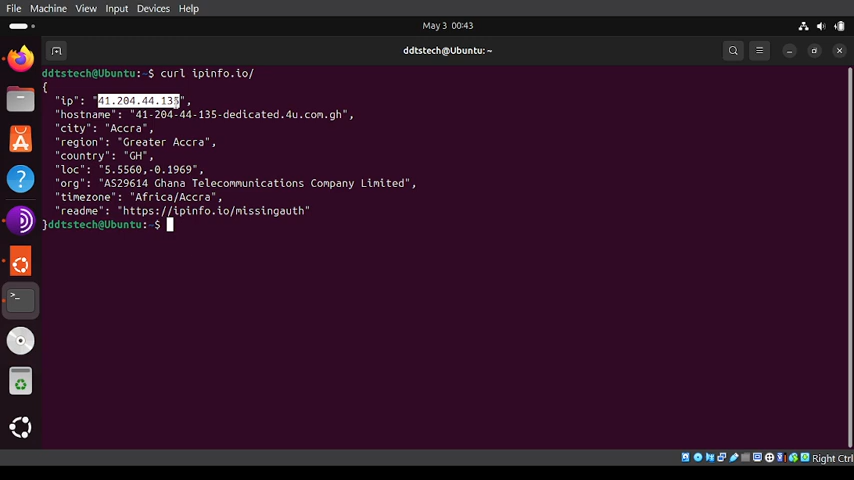 File Machine View Input Devices Help
May 3 00:43
ddtstech@Ubuntu: ~
ddtstech@Ubuntu:~$ curl ipinfo.io/
{
"ip": "41.204.44.135",
"hostname": "41-204-44-135-dedicated.4u.com.gh",
"city": "Accra",
"region": "Greater Accra",
"country": "GH",
"loc": "5.5560,-0.1969",
"org": "AS29614 Ghana Telecommunications Company Limited",
"timezone": "Africa/Accra",
"readme": "https://ipinfo.io/missingauth"
}ddtstech@Ubuntu:~$
Right Ctrl